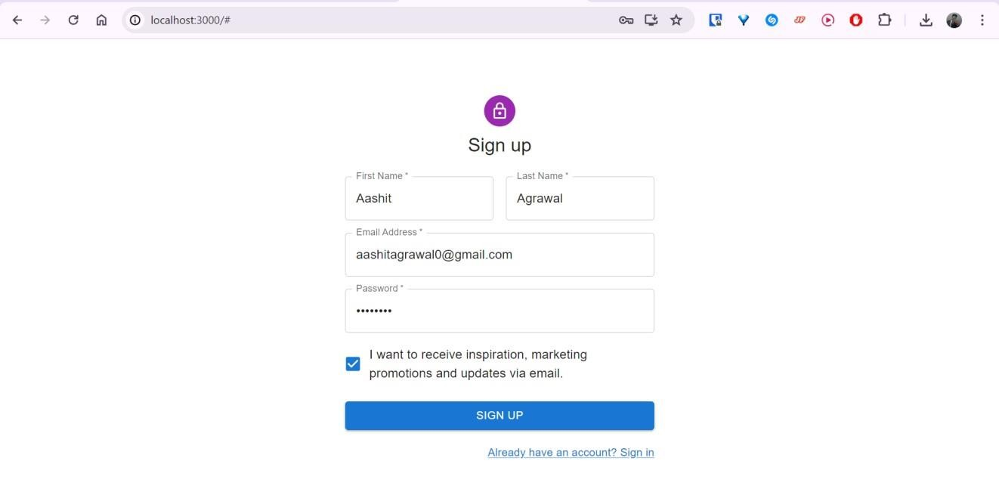 localhost:3000/#
Sign up
First Name *
Last Name *
Aashit
Agrawal
Email Address *
aashitagrawal0@gmail.com
Password *
••••••••
I want to receive inspiration, marketing
promotions and updates via email.
SIGN UP
Already have an account? Sign in